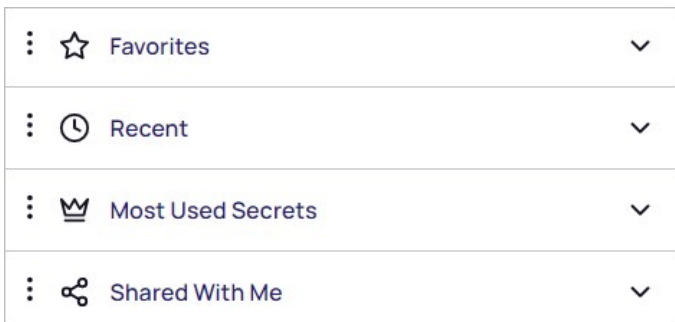 Favorites
Recent
Most Used Secrets
Shared With Me